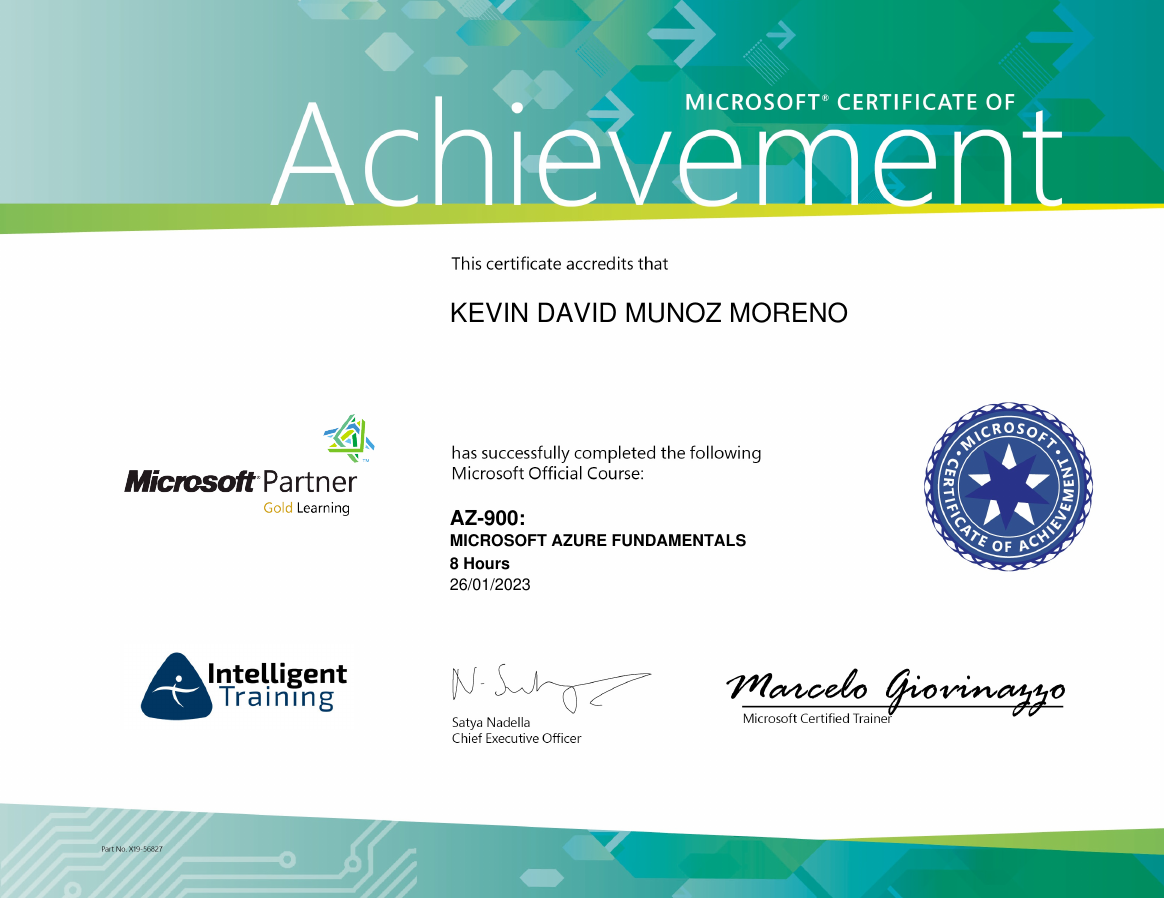 MICROSOFT® CERTIFICATE OF
Achievement
This certificate accredits that
KEVIN DAVID MUNOZ MORENO
Microsoft® Partner
Gold Learning
has successfully completed the following
Microsoft Official Course:
AZ-900:
MICROSOFT AZURE FUNDAMENTALS
8 Hours
26/01/2023
• MICROSOFT •
CERTIFICATE OF ACHIEVEMENT
Intelligent
Training
N. Satya
Satya Nadella
Chief Executive Officer
Marcelo Giovinazzo
Microsoft Certified Trainer
Part No. X19-56827